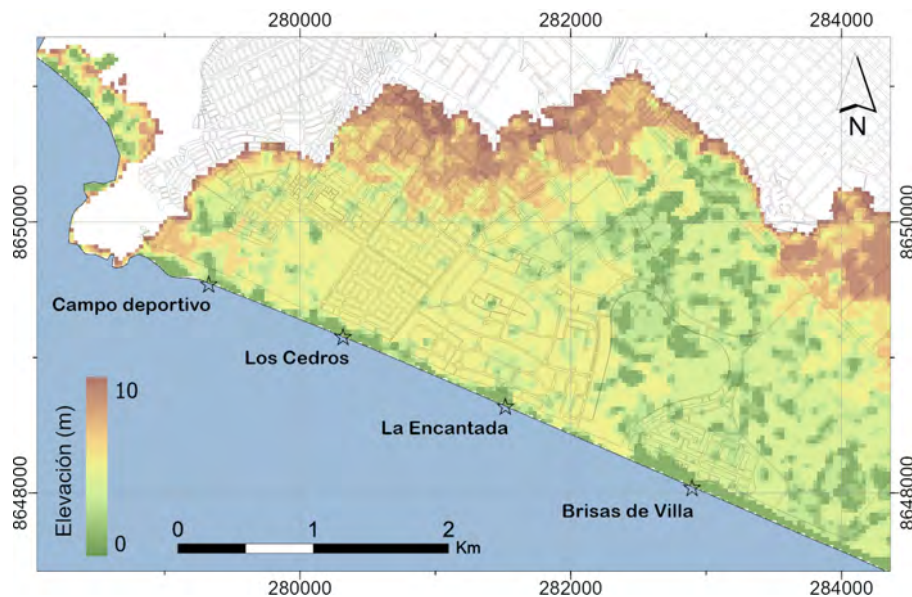 280000 282000 284000
N
8650000 8650000
Campo deportivo
Los Cedros
La Encantada
Brisas de Villa
Elevación (m)
10
0
8648000 8648000
0 1 2
Km
280000 282000 284000